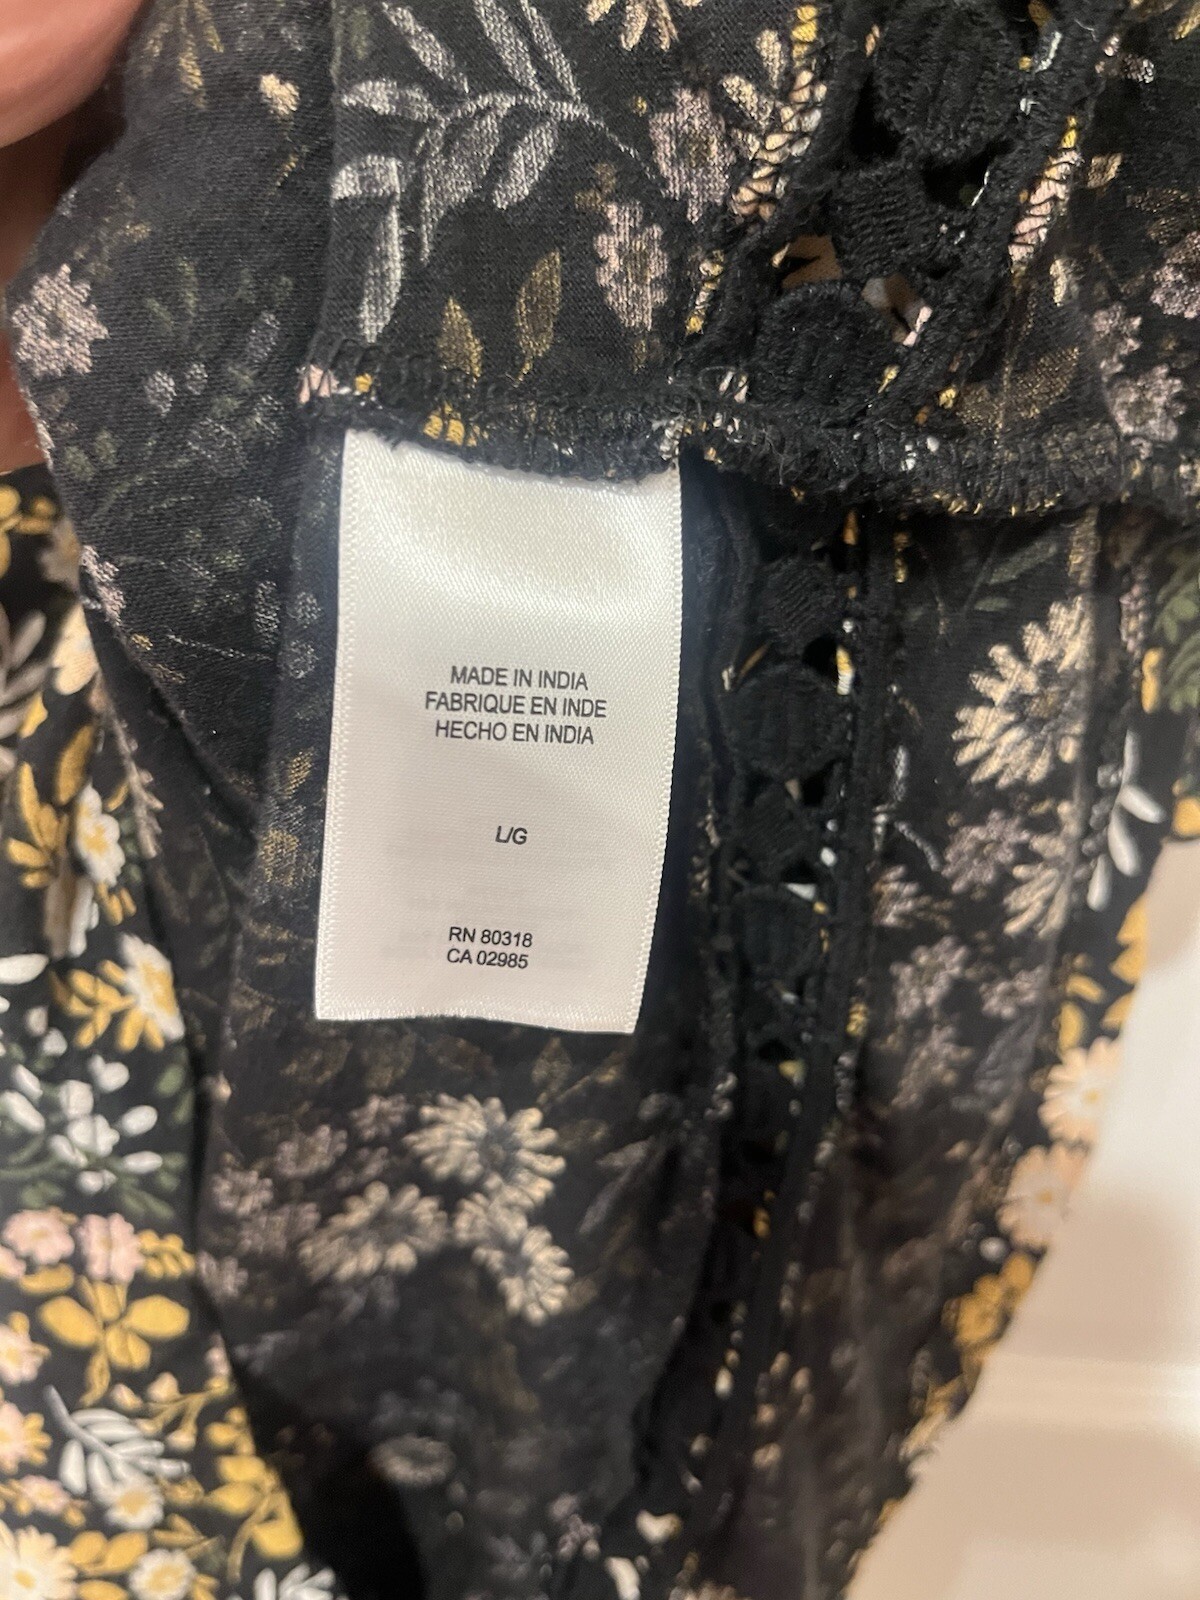 MADE IN INDIA
FABRIQUE EN INDE
HECHO EN INDIA
L/G
RN 80318
CA 02985